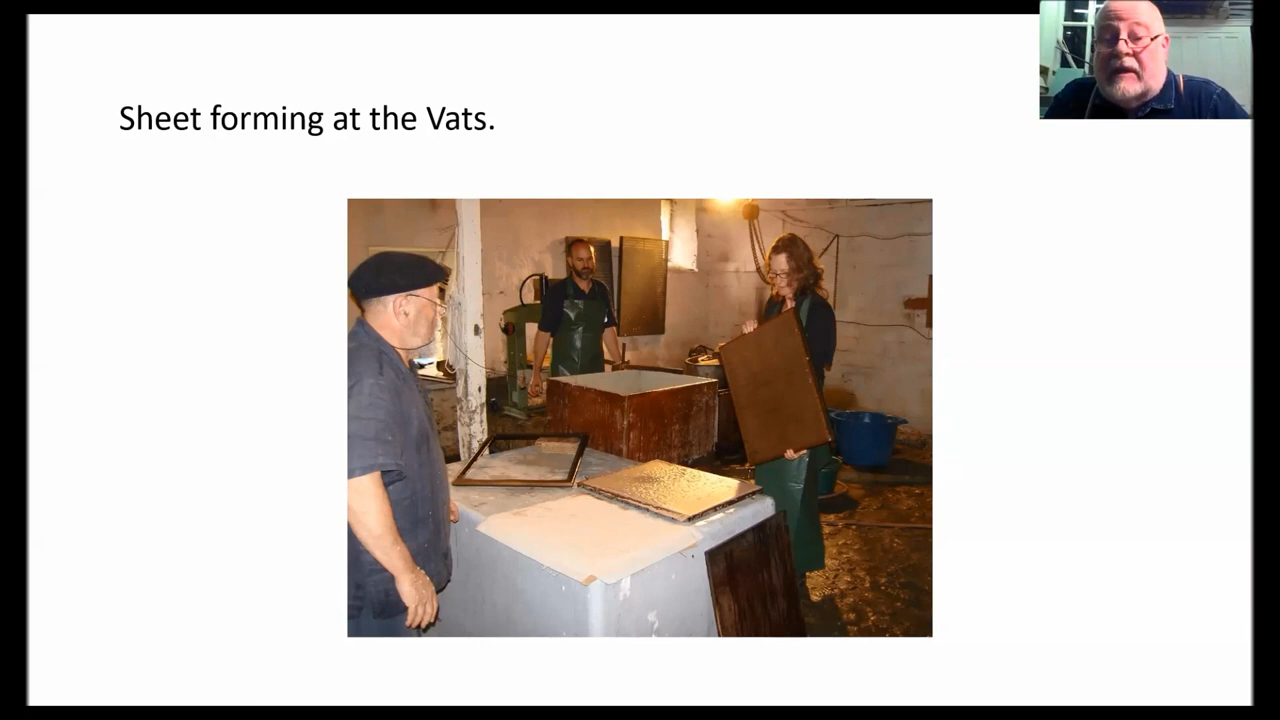 Sheet forming at the Vats.